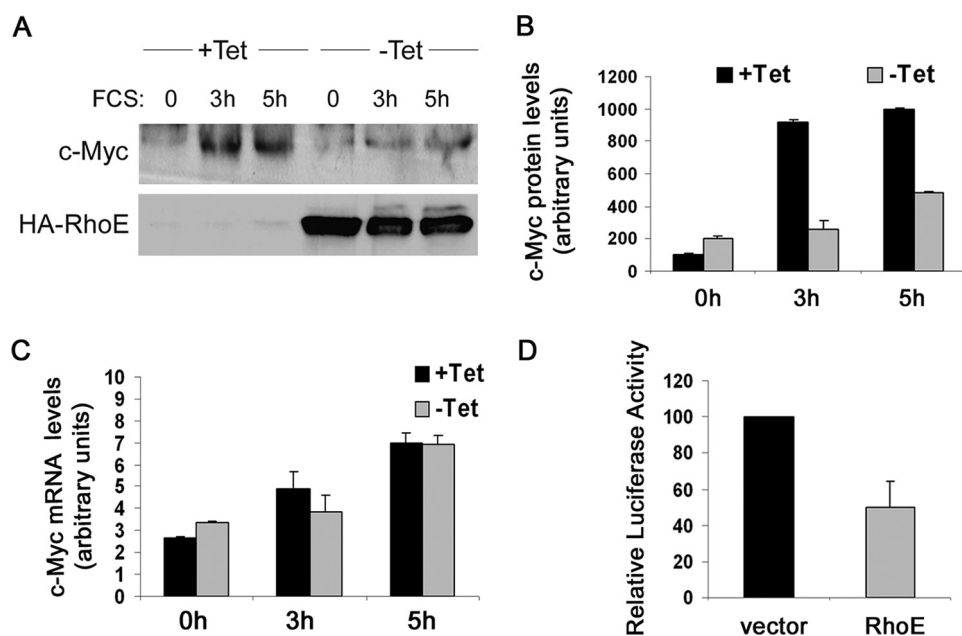 A
+Tet -Tet
FCS: 0 3h 5h 0 3h 5h
c-Myc
HA-RhoE
B
+Tet -Tet
c-Myc protein levels
(arbitrary units)
1200
1000
800
600
400
200
0
0h 3h 5h
C
+Tet
-Tet
c-Myc mRNA levels
(arbitrary units)
10
9
8
7
6
5
4
3
2
1
0
0h 3h 5h
D
Relative Luciferase Activity
120
100
80
60
40
20
0
vector RhoE